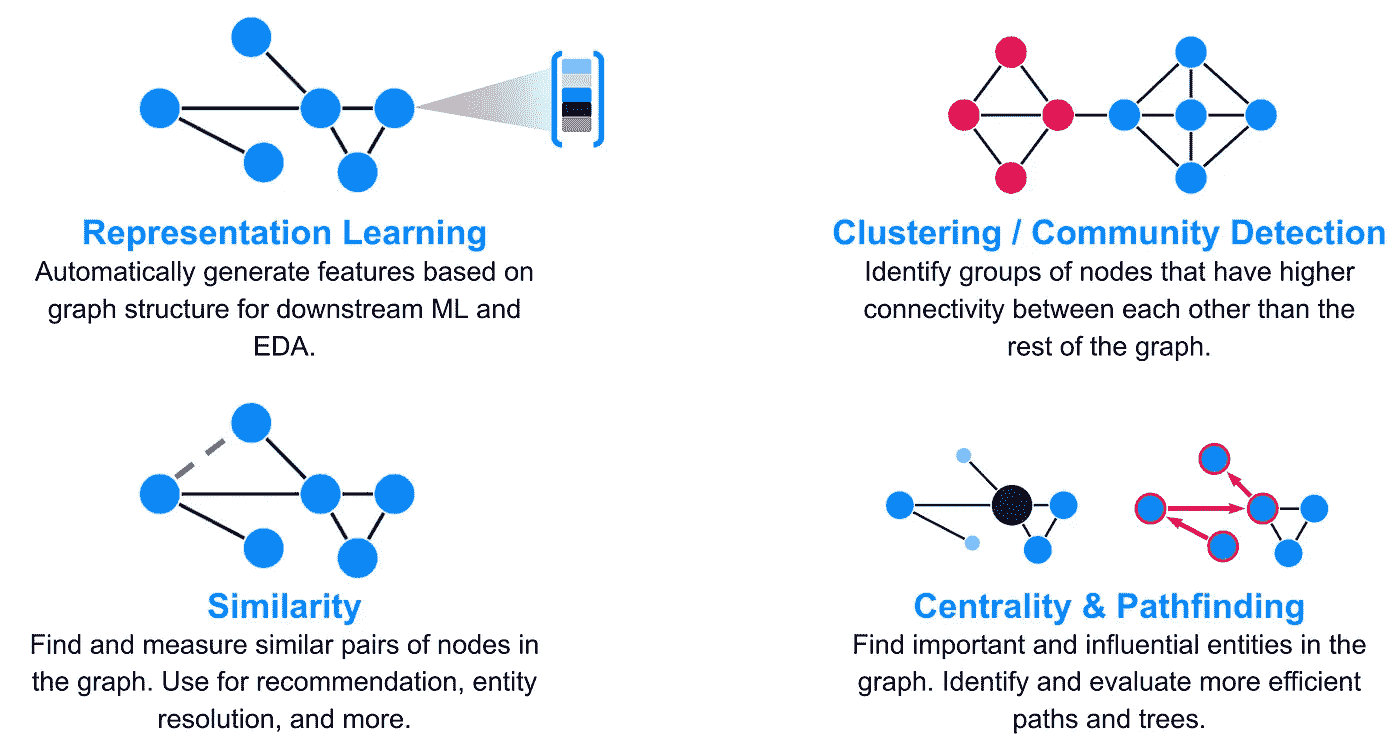 Representation Learning
Automatically generate features based on
graph structure for downstream ML and
EDA.
Clustering / Community Detection
Identify groups of nodes that have higher
connectivity between each other than the
rest of the graph.
Similarity
Find and measure similar pairs of nodes in
the graph. Use for recommendation, entity
resolution, and more.
Centrality & Pathfinding
Find important and influential entities in the
graph. Identify and evaluate more efficient
paths and trees.